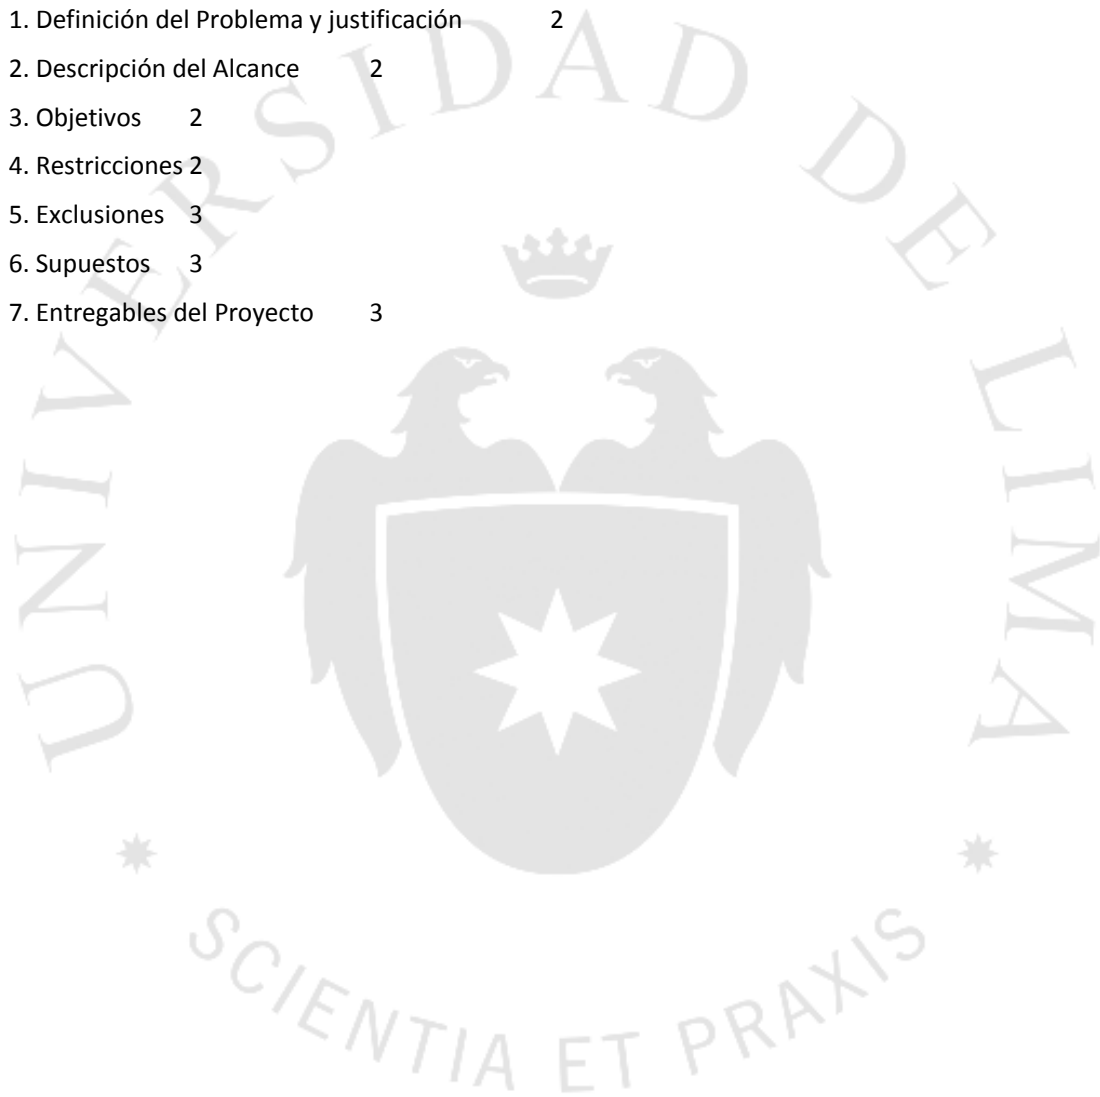 1. Definición del Problema y justificación 2
2. Descripción del Alcance 2
3. Objetivos 2
4. Restricciones 2
5. Exclusiones 3
6. Supuestos 3
7. Entregables del Proyecto 3
UNIVERSIDAD DE LIMA
SCIENTIA ET PRAXIS